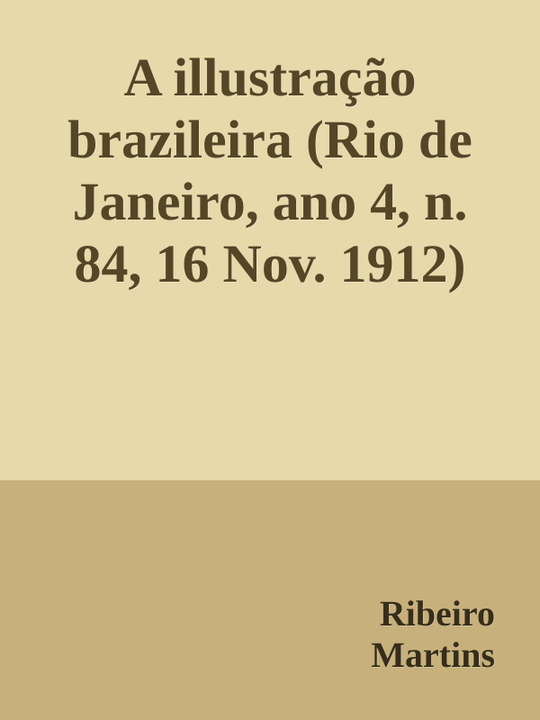 A illustração
brazileira (Rio de
Janeiro, ano 4, n.
84, 16 Nov. 1912)
Ribeiro
Martins